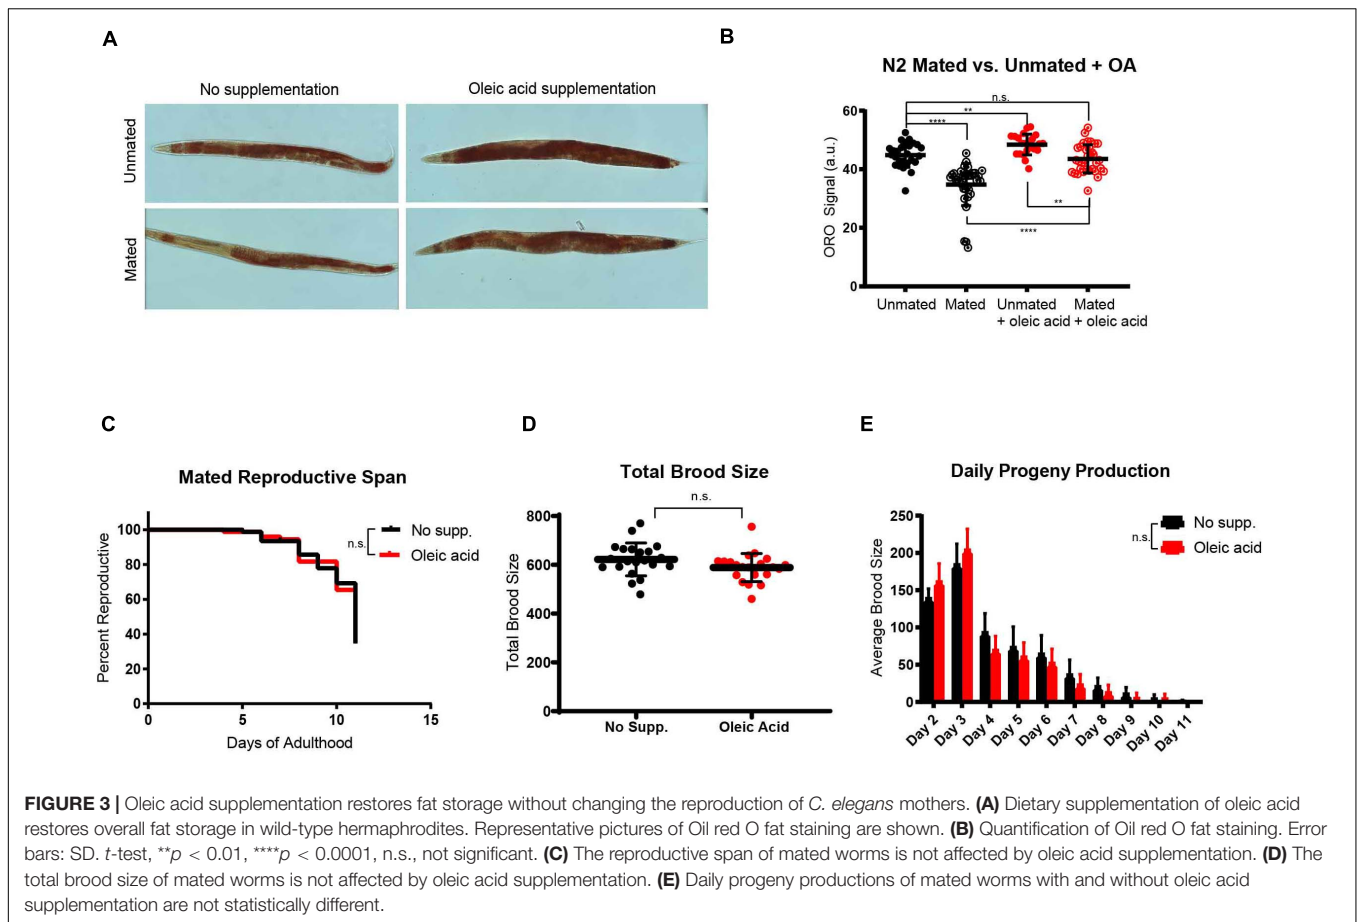 A
No supplementation
Oleic acid supplementation
Unmated
Mated
B
N2 Mated vs. Unmated + OA
n.s.
**
****
**
****
60
40
20
0
ORO Signal (a.u.)
Unmated
Mated
Unmated
+ oleic acid
Mated
+ oleic acid
C
Mated Reproductive Span
100
80
60
40
20
0
Percent Reproductive
n.s.
No supp.
Oleic acid
0
5
10
15
Days of Adulthood
D
Total Brood Size
n.s.
800
600
400
200
0
Total Brood Size
No Supp.
Oleic Acid
E
Daily Progeny Production
250
200
150
100
50
0
Average Brood Size
n.s.
No supp.
Oleic acid
Day 2
Day 3
Day 4
Day 5
Day 6
Day 7
Day 8
Day 9
Day 10
Day 11
FIGURE 3 | Oleic acid supplementation restores fat storage without changing the reproduction of C. elegans mothers. (A) Dietary supplementation of oleic acid
restores overall fat storage in wild-type hermaphrodites. Representative pictures of Oil red O fat staining are shown. (B) Quantification of Oil red O fat staining. Error
bars: SD. t-test, **p < 0.01, ****p < 0.0001, n.s., not significant. (C) The reproductive span of mated worms is not affected by oleic acid supplementation. (D) The
total brood size of mated worms is not affected by oleic acid supplementation. (E) Daily progeny productions of mated worms with and without oleic acid
supplementation are not statistically different.